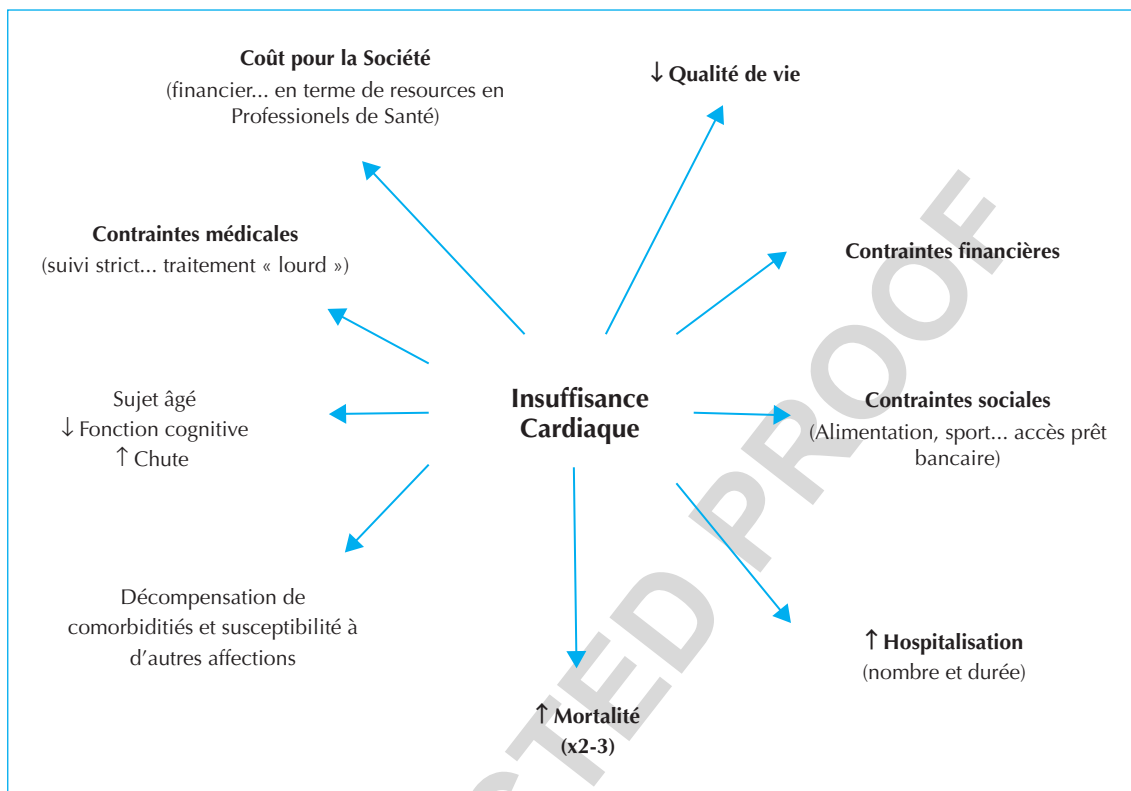 Coût pour la Société
(financier... en terme de resources en
Professionels de Santé)
↓ Qualité de vie
Contraintes médicales
(suivi strict... traitement « lourd »)
Contraintes financières
Sujet âgé
↓ Fonction cognitive
↑ Chute
Insuffisance
Cardiaque
Contraintes sociales
(Alimentation, sport... accès prêt
bancaire)
Décompensation de
comorbiditiés et susceptibilité à
d'autres affections
↑ Hospitalisation
(nombre et durée)
↑ Mortalité
(x2-3)
CTED PROOF